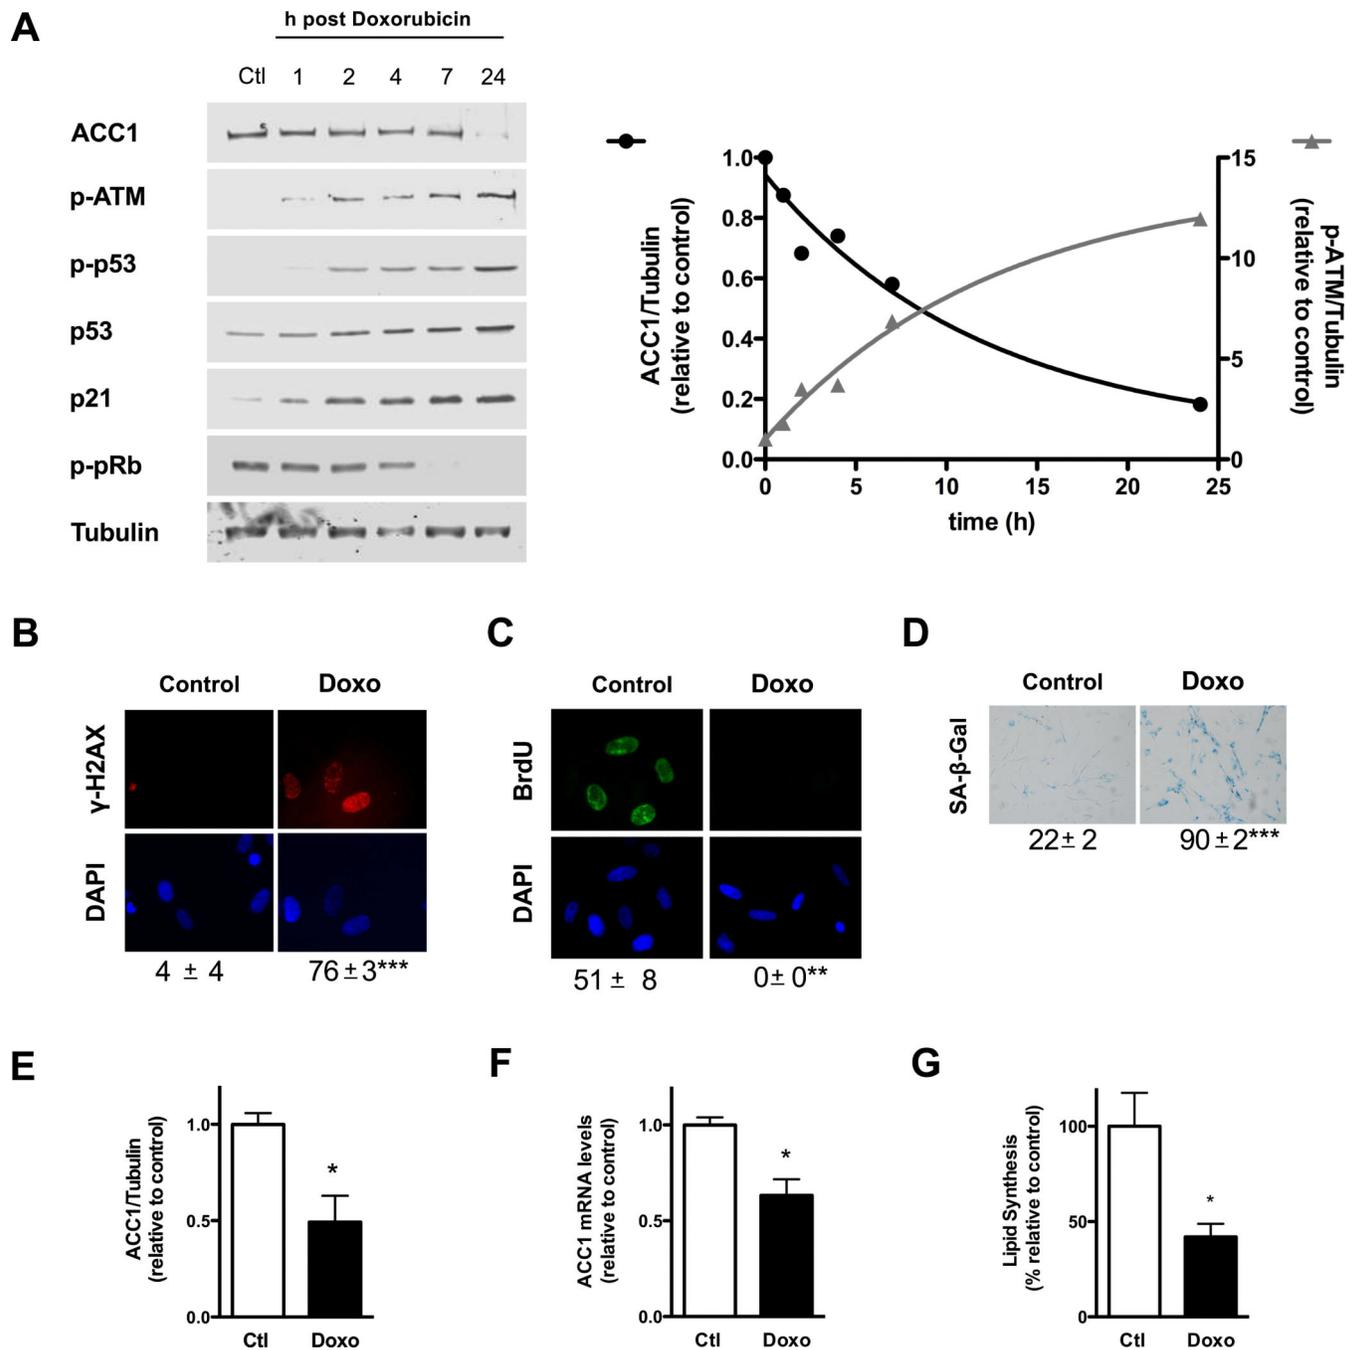 A
h post Doxorubicin
Ctl 1 2 4 7 24
ACC1
p-ATM
p-p53
p53
p21
p-pRb
Tubulin
ACC1/Tubulin
(relative to control)
1.0
0.8
0.6
0.4
0.2
0.0
0 5 10 15 20 25
time (h)
15
10
5
0
p-ATM/Tubulin
(relative to control)
B
Control Doxo
γ-H2AX
DAPI
4 ± 4 76±3***
C
Control Doxo
BrdU
DAPI
51 ± 8 0± 0**
D
Control Doxo
SA-β-Gal
22± 2 90±2***
E
ACC1/Tubulin
(relative to control)
1.0
0.5
0.0
*
Ctl Doxo
F
ACC1 mRNA levels
(relative to control)
1.0
0.5
0.0
*
Ctl Doxo
G
Lipid Synthesis
(% relative to control)
100
50
0
*
Ctl Doxo